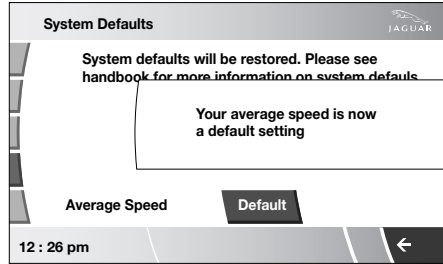 System Defaults
JAGUAR
System defaults will be restored. Please see
handbook for more information on system defauls
Your average speed is now
a default setting
Average Speed
Default
12 : 26 pm